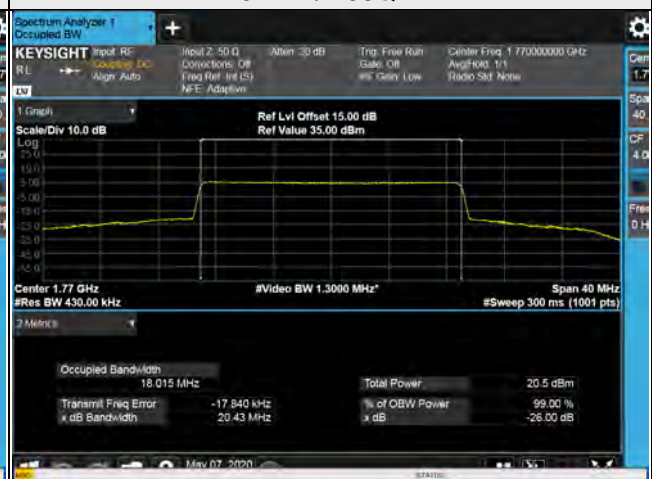 Spectrum Analyzer 1
Occupied BW
KEYSIGHT Input: RF Input Z: 50 Ω Atten: 30 dB Trig: Free Run Center Freq: 1.770000000 GHz
RL Coupling: DC Corrections: Off Gate: Off Avg|Hold: 1/1
Align: Auto Freq Ref: Int (S) #IF Gain: Low Radio Std: None
NFE: Adaptive
1 Graph
Ref Lvl Offset 15.00 dB
Scale/Div 10.0 dB Ref Value 35.00 dBm
Log
25.0
15.0
5.00
-5.00
-15.0
-25.0
-35.0
-45.0
Center 1.77 GHz #Video BW 1.3000 MHz* Span 40 MHz
#Res BW 430.00 kHz #Sweep 300 ms (1001 pts)
2 Metrics
Occupied Bandwidth
18.015 MHz Total Power 20.5 dBm
Transmit Freq Error -17.840 kHz % of OBW Power 99.00 %
x dB Bandwidth 20.43 MHz x dB -26.00 dB
May 07, 2020
MSG STATUS